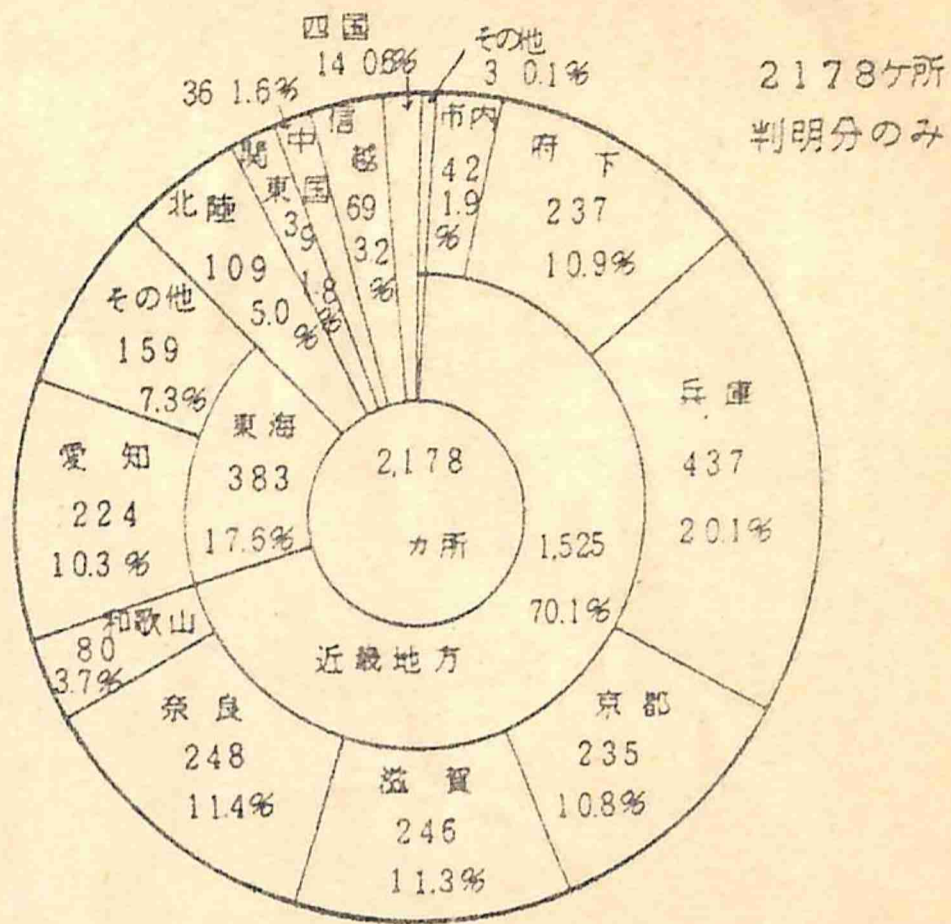 2178ケ所
判明分のみ
四国
14 0.6%
その他
3 0.1%
36 1.6%
市内
42
1.9
%
府下
237
10.9%
兵庫
437
20.1%
京都
235
10.8%
滋賀
246
11.3%
奈良
248
11.4%
和歌山
80
3.7%
愛知
224
10.3%
その他
159
7.3%
北陸
109
5.0
%
関東
39
1.8
%
中国
信越
69
3.2
%
東海
383
17.6%
2,178
カ所
1,525
70.1%
近畿地方